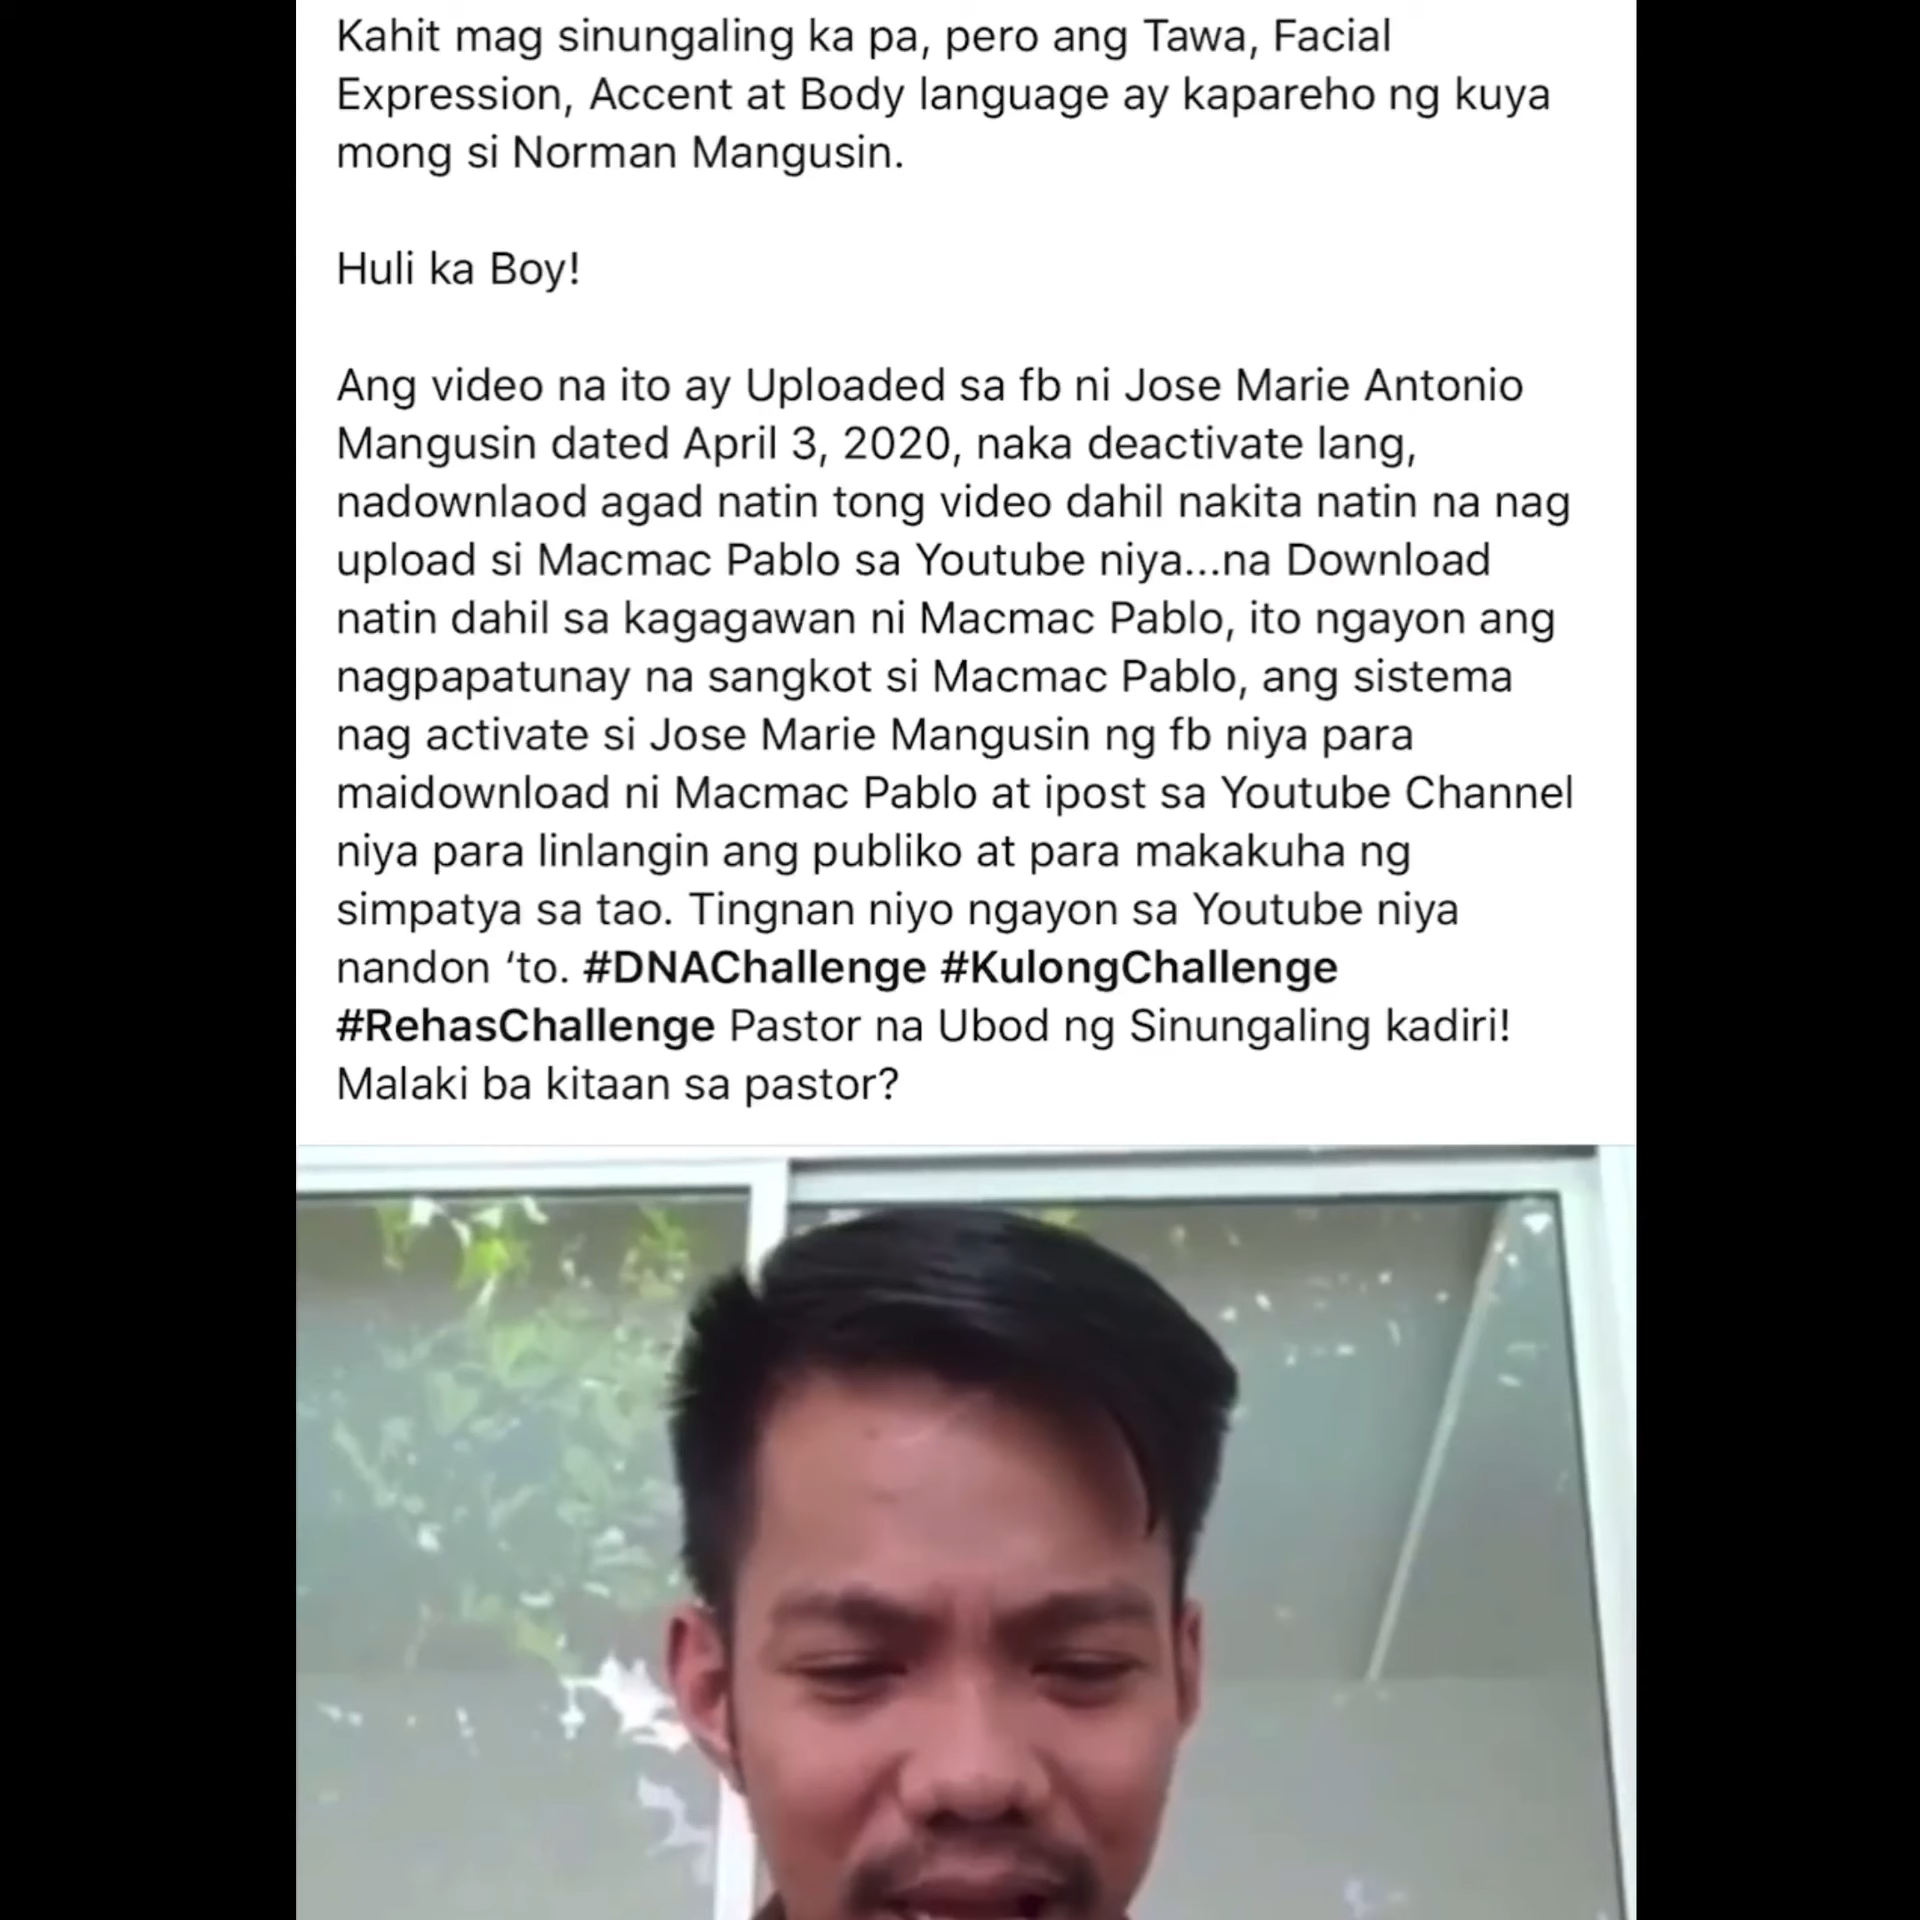 Kahit mag sinungaling ka pa, pero ang Tawa, Facial
Expression, Accent at Body language ay kapareho ng kuya
mong si Norman Mangusin.
Huli ka Boy!
Ang video na ito ay Uploaded sa fb ni Jose Marie Antonio
Mangusin dated April 3, 2020, naka deactivate lang,
nadownlaod agad natin tong video dahil nakita natin na nag
upload si Macmac Pablo sa Youtube niya...na Download
natin dahil sa kagagawan ni Macmac Pablo, ito ngayon ang
nagpapatunay na sangkot si Macmac Pablo, ang sistema
nag activate si Jose Marie Mangusin ng fb niya para
maidownload ni Macmac Pablo at ipost sa Youtube Channel
niya para linlangin ang publiko at para makakuha ng
simpatya sa tao. Tingnan niyo ngayon sa Youtube niya
nandon ‘to. #DNAChallenge #KulongChallenge
#RehasChallenge Pastor na Ubod ng Sinungaling kadiri!
Malaki ba kitaan sa pastor?